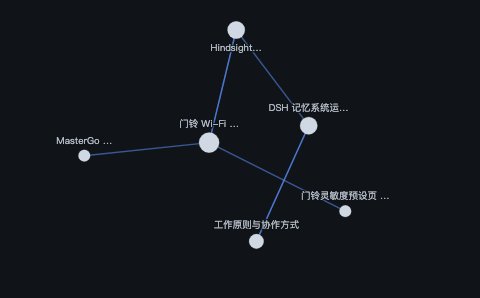 Hindsight...
DSH 记忆系统运...
门铃 Wi-Fi ...
MasterGo ...
门铃灵敏度预设页 ...
工作原则与协作方式